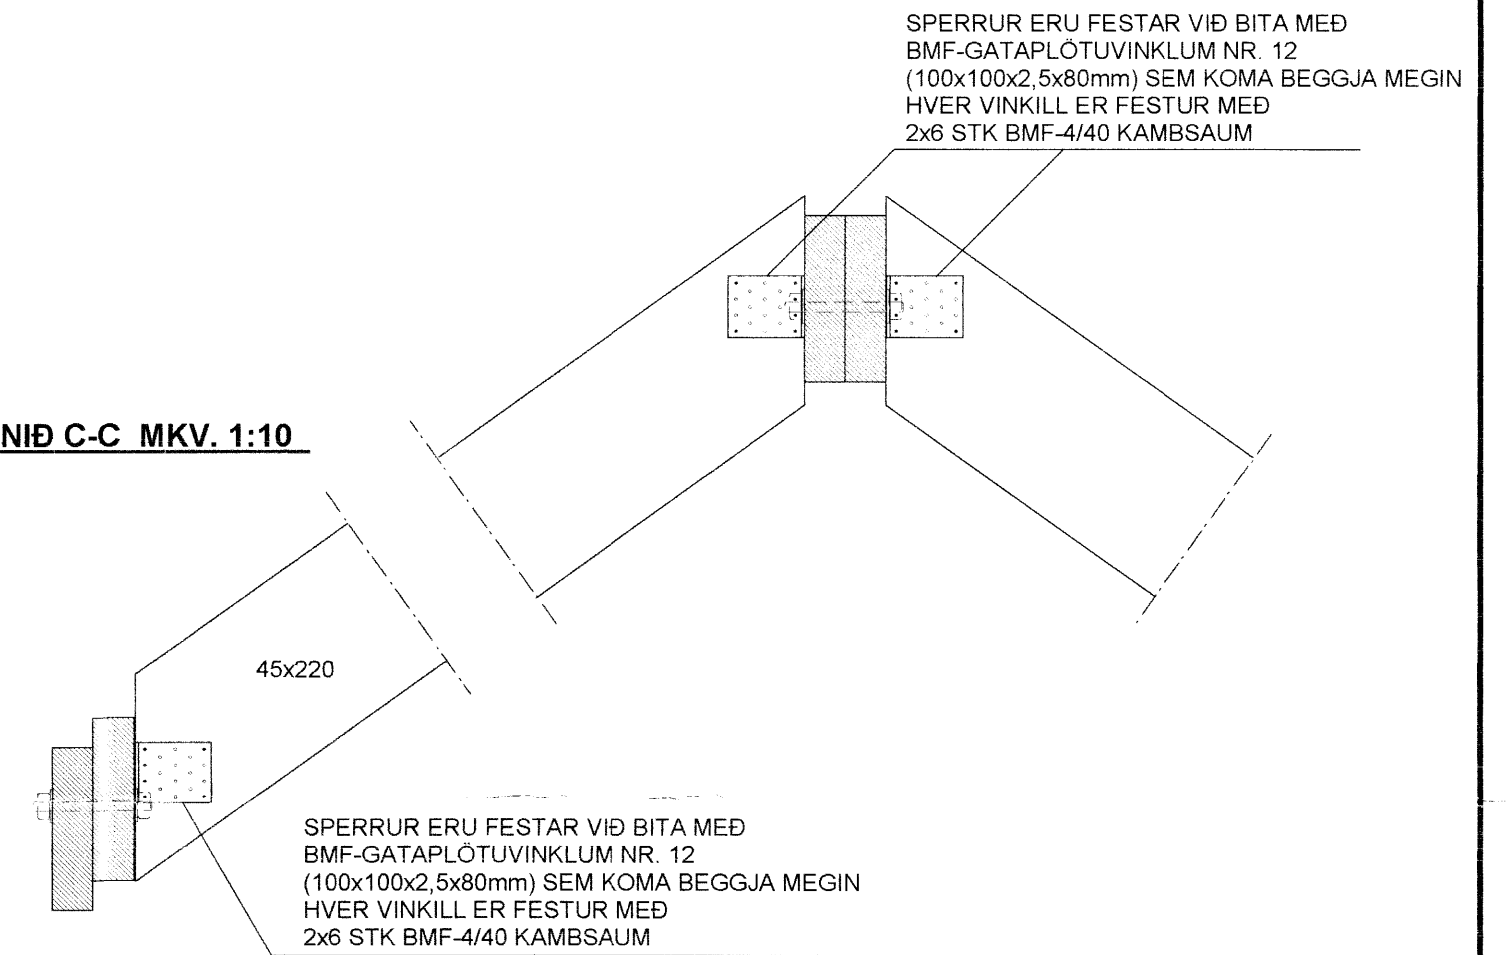 SPERRUR ERU FESTAR VIÐ BITA MEÐ
BMF-GATAPLÖTUVINKLUM NR. 12
(100x100x2,5x80mm) SEM KOMA BEGGJA MEGIN
HVER VINKILL ER FESTUR MEÐ
2x6 STK BMF-4/40 KAMBSAUM
NIÐ C-C MKV. 1:10
45x220
SPERRUR ERU FESTAR VIÐ BITA MEÐ
BMF-GATAPLÖTUVINKLUM NR. 12
(100x100x2,5x80mm) SEM KOMA BEGGJA MEGIN
HVER VINKILL ER FESTUR MEÐ
2x6 STK BMF-4/40 KAMBSAUM